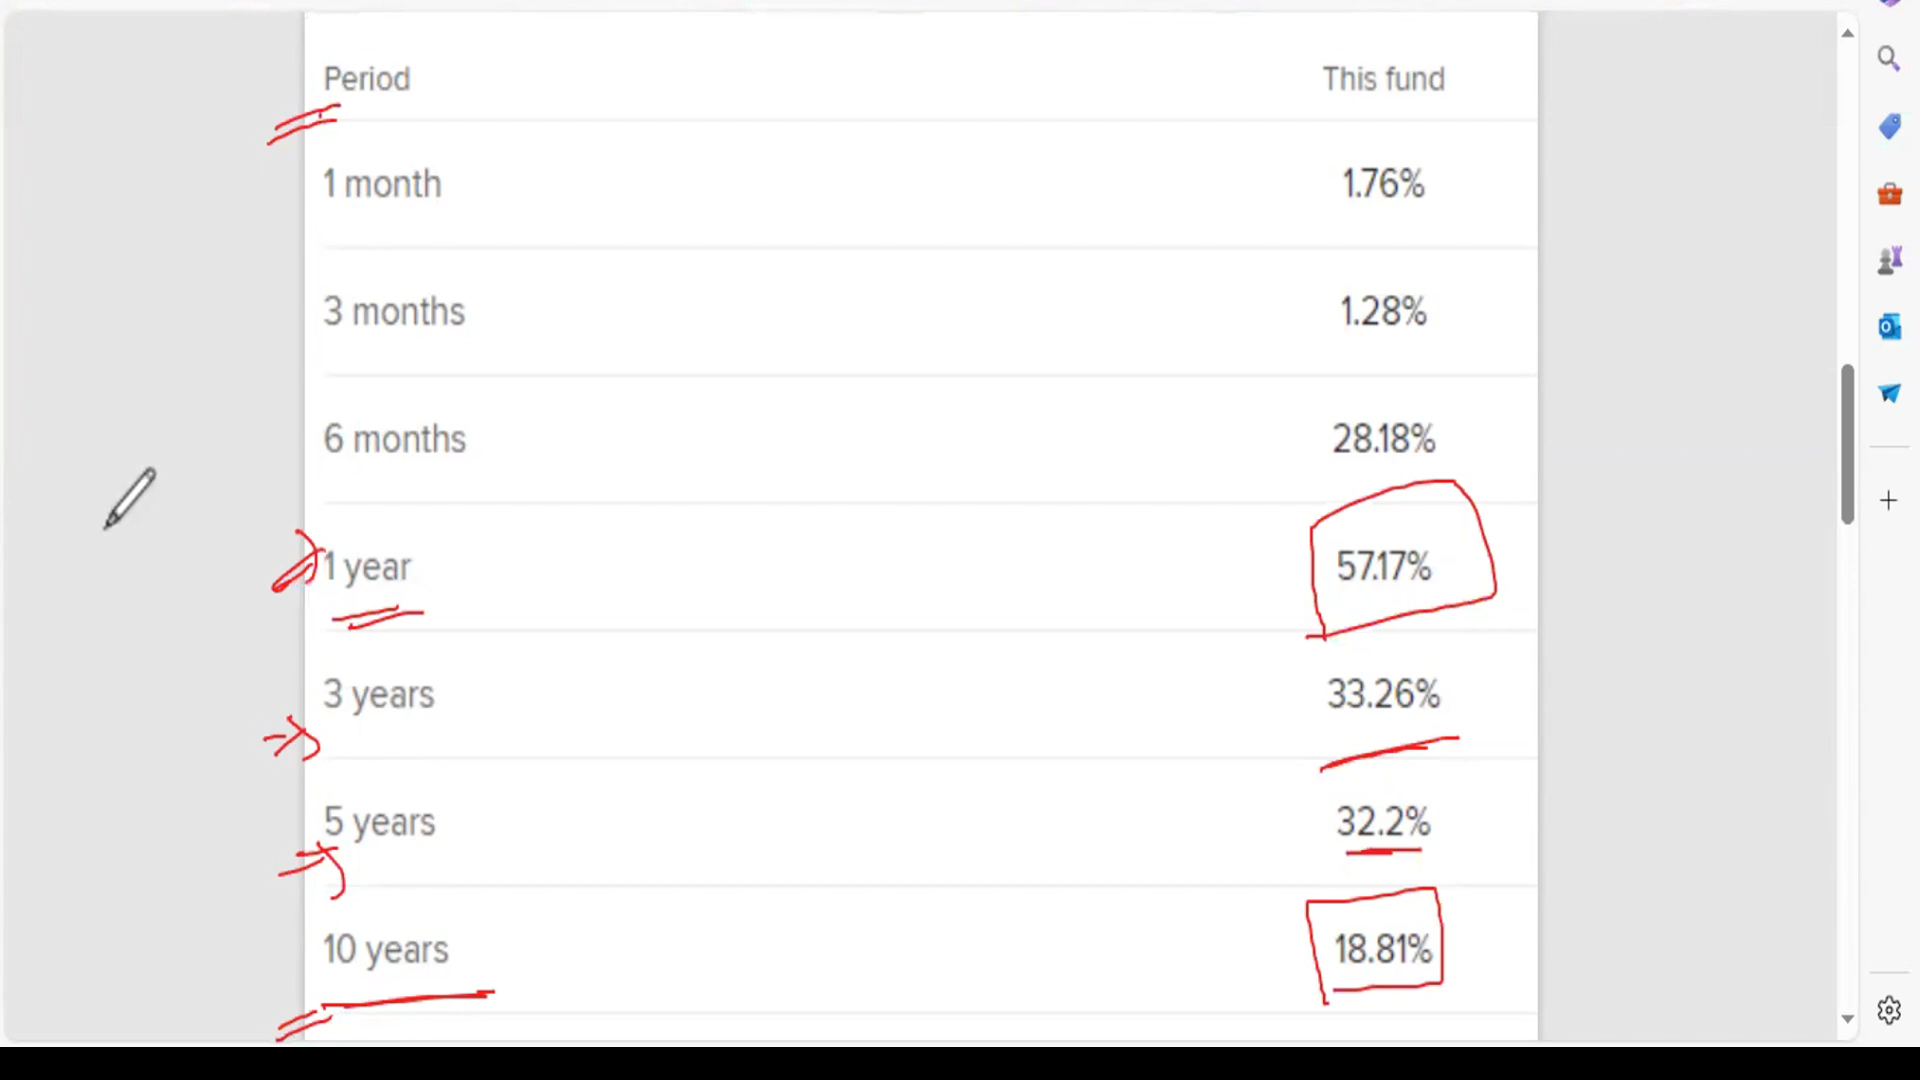 Period This fund
1 month 1.76%
3 months 1.28%
6 months 28.18%
1 year 57.17%
3 years 33.26%
5 years 32.2%
10 years 18.81%